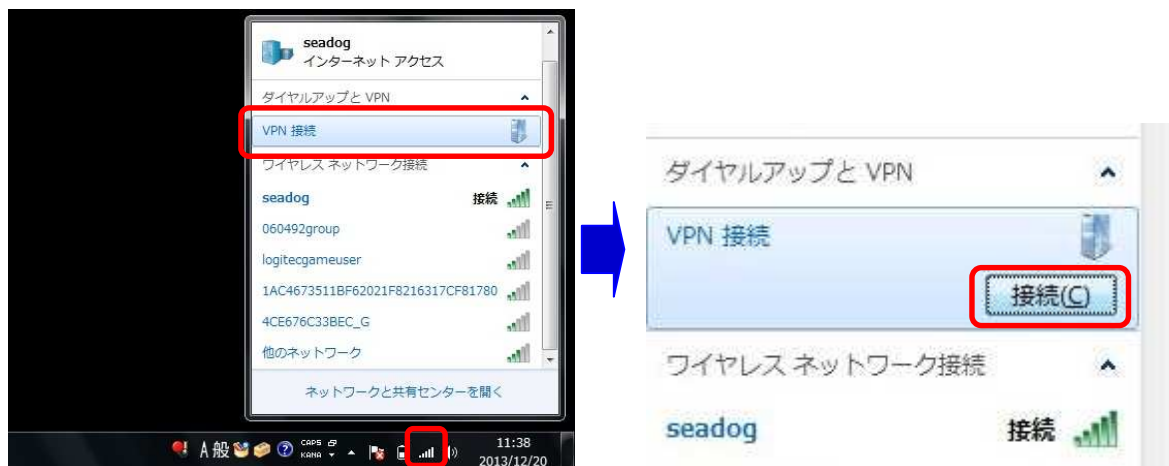 seadog
インターネット アクセス
ダイヤルアップと VPN
VPN 接続
ワイヤレス ネットワーク接続
seadog 接続
060492group
logitecgameuser
1AC4673511BF62021F8216317CF81780
4CE676C33BEC_G
他のネットワーク
ネットワークと共有センターを開く
A 般 CAPS KANA 11:38
2013/12/20
ダイヤルアップと VPN
VPN 接続
接続(C)
ワイヤレス ネットワーク接続
seadog 接続